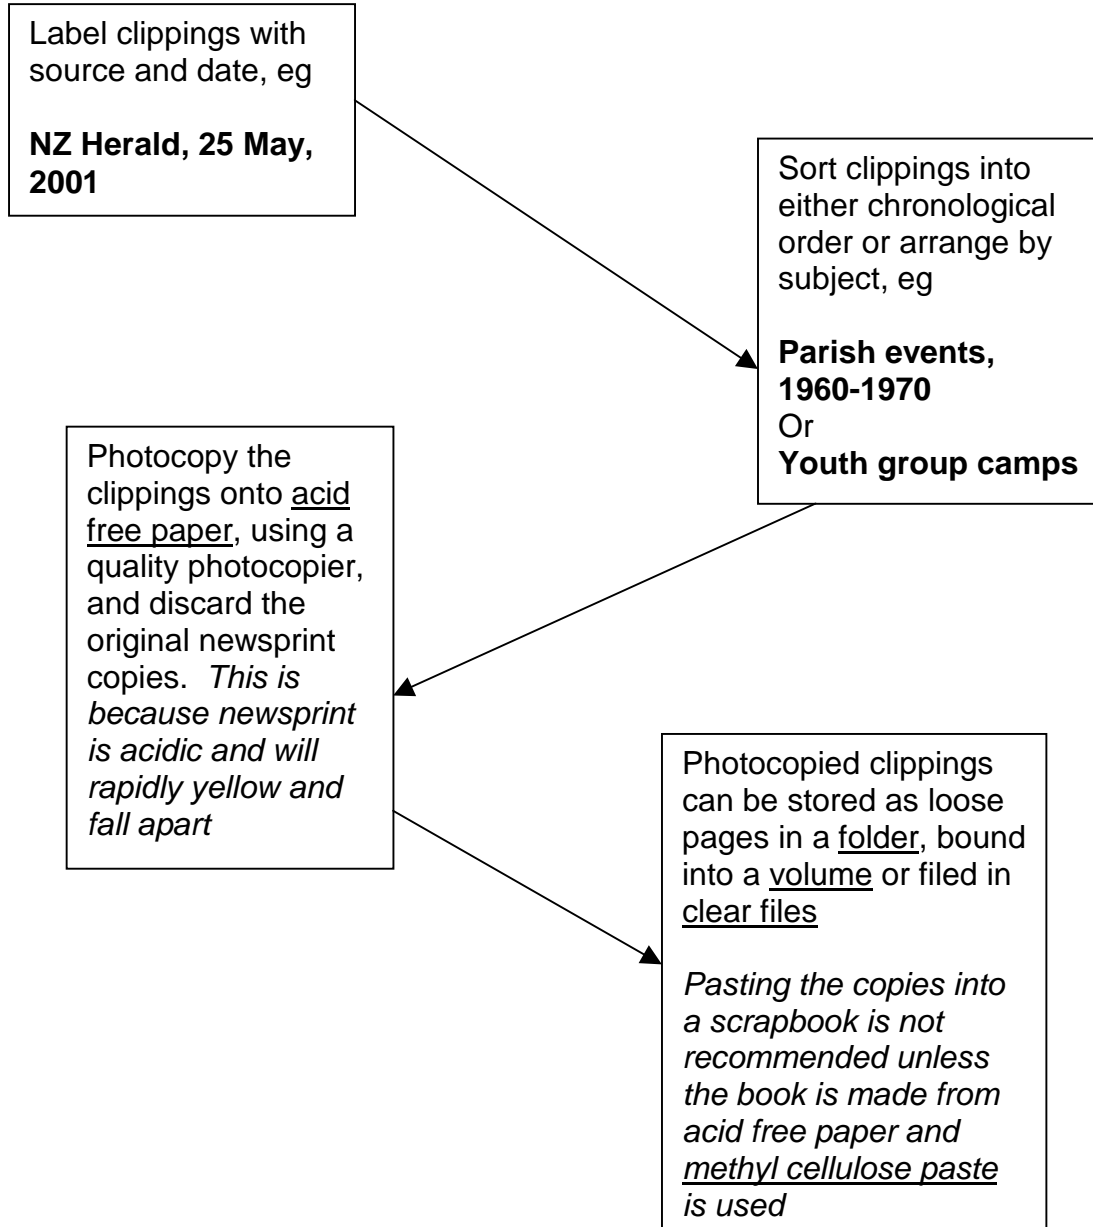 Label clippings with
source and date, eg
NZ Herald, 25 May,
2001
Sort clippings into
either chronological
order or arrange by
subject, eg
Parish events,
1960-1970
Or
Youth group camps
Photocopy the
clippings onto acid
free paper, using a
quality photocopier,
and discard the
original newsprint
copies.  This is
because newsprint
is acidic and will
rapidly yellow and
fall apart
Photocopied clippings
can be stored as loose
pages in a folder, bound
into a volume or filed in
clear files
Pasting the copies into
a scrapbook is not
recommended unless
the book is made from
acid free paper and
methyl cellulose paste
is used